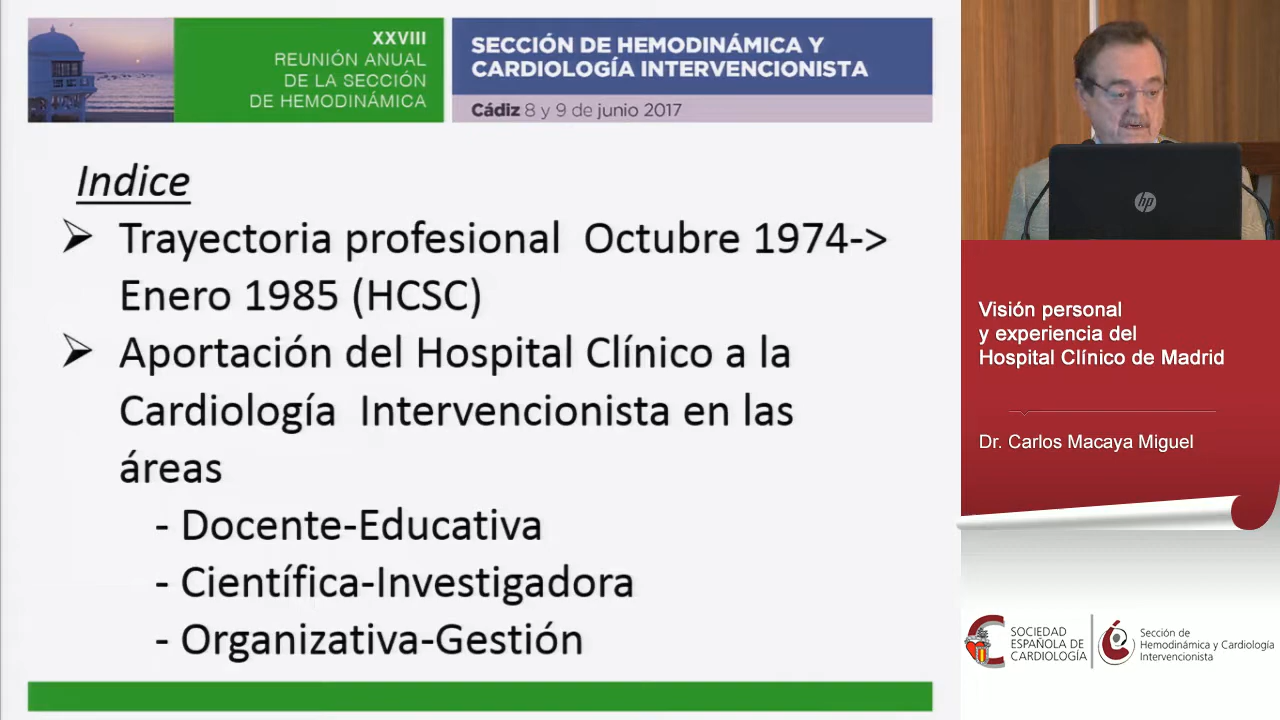 XXVIII
REUNIÓN ANUAL
DE LA SECCIÓN
DE HEMODINÁMICA
SECCIÓN DE HEMODINÁMICA Y
CARDIOLOGÍA INTERVENCIONISTA
Cádiz 8 y 9 de junio 2017
Indice
➢ Trayectoria profesional Octubre 1974->
Enero 1985 (HCSC)
➢ Aportación del Hospital Clínico a la
Cardiología Intervencionista en las
áreas
- Docente-Educativa
- Científica-Investigadora
- Organizativa-Gestión
hp
Visión personal
y experiencia del
Hospital Clínico de Madrid
Dr. Carlos Macaya Miguel
SOCIEDAD
ESPAÑOLA DE
CARDIOLOGÍA
Sección de
Hemodinámica y Cardiología
Intervencionista